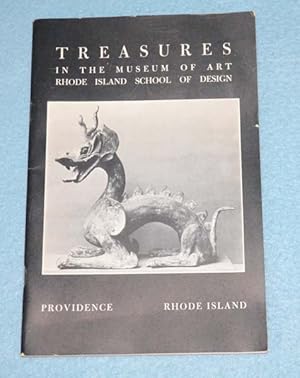 TREASURES
IN THE MUSEUM OF ART
RHODE ISLAND SCHOOL OF DESIGN
PROVIDENCE RHODE ISLAND